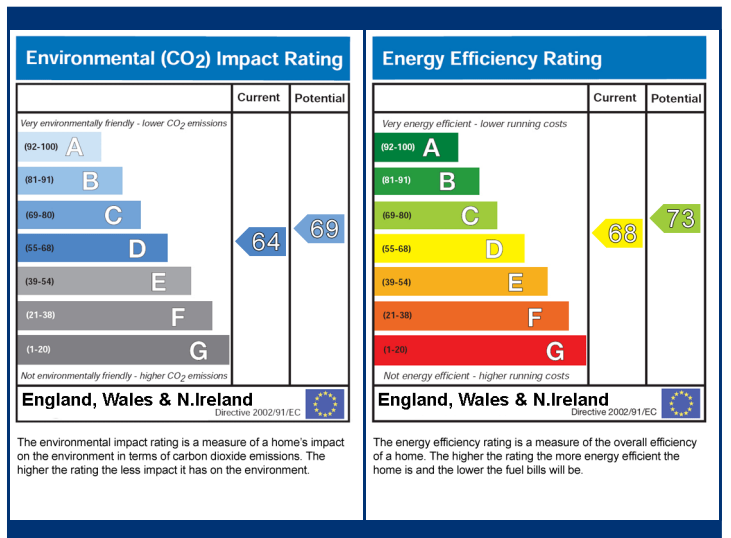 Environmental (CO2) Impact Rating
Current Potential
Very environmentally friendly - lower CO2 emissions
(92-100) A
(81-91) B
(69-80) C
(55-68) D
(39-54) E
(21-38) F
(1-20) G
64
69
Not environmentally friendly - higher CO2 emissions
England, Wales & N.Ireland
Directive 2002/91/EC
The environmental impact rating is a measure of a home's impact
on the environment in terms of carbon dioxide emissions. The
higher the rating the less impact it has on the environment.
Energy Efficiency Rating
Current Potential
Very energy efficient - lower running costs
(92-100) A
(81-91) B
(69-80) C
(55-68) D
(39-54) E
(21-38) F
(1-20) G
68
73
Not energy efficient - higher running costs
England, Wales & N.Ireland
Directive 2002/91/EC
The energy efficiency rating is a measure of the overall efficiency
of a home. The higher the rating the more energy efficient the
home is and the lower the fuel bills will be.